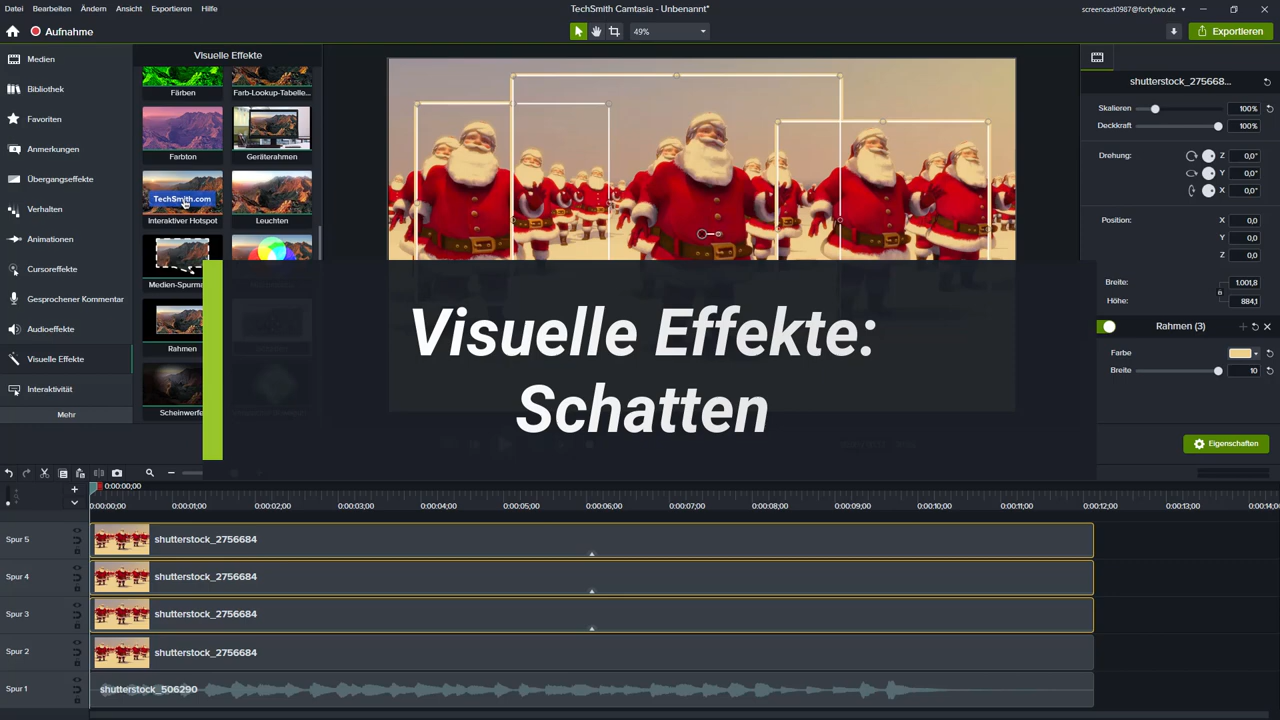 Datei Bearbeiten Ändern Ansicht Exportieren Hilfe
TechSmith Camtasia - Unbenannt*
screencast0987@fortytwo.de
Aufnahme
49%
Exportieren
Medien
Bibliothek
Favoriten
Anmerkungen
Übergangseffekte
Verhalten
Animationen
Cursoreffekte
Gesprochener Kommentar
Audioeffekte
Visuelle Effekte
Interaktivität
Mehr
Visuelle Effekte
Färben
Farb-Lookup-Tabelle...
Farbton
Geräterahmen
TechSmith.com
Interaktiver Hotspot
Leuchten
Medien-Spurma
Rahmen
Scheinwerfe
Visuelle Effekte:
Schatten
shutterstock_275668...
Skalieren 100%
Deckkraft 100%
Drehung: Z 0,0°
Y 0,0°
X 0,0°
Position: X 0,0
Y 0,0
Z 0,0
Breite: 1.001,8
Höhe: 884,1
Rahmen (3)
Farbe
Breite 10
Eigenschaften
0:00:00;00
0:00:00;00 0:00:01;00 0:00:02;00 0:00:03;00 0:00:04;00 0:00:05;00 0:00:06;00 0:00:07;00 0:00:08;00 0:00:09;00 0:00:10;00 0:00:11;00 0:00:12;00 0:00:13;00 0:00:14;0
Spur 5 shutterstock_2756684
Spur 4 shutterstock_2756684
Spur 3 shutterstock_2756684
Spur 2 shutterstock_2756684
Spur 1 shutterstock_506290